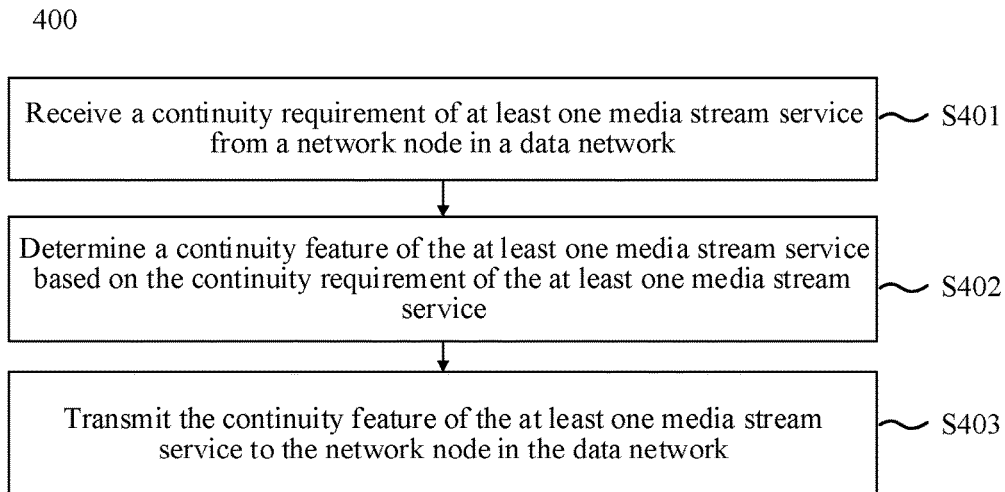 400
Receive a continuity requirement of at least one media stream service
from a network node in a data network
S401
Determine a continuity feature of the at least one media stream service
based on the continuity requirement of the at least one media stream
service
S402
Transmit the continuity feature of the at least one media stream
service to the network node in the data network
S403